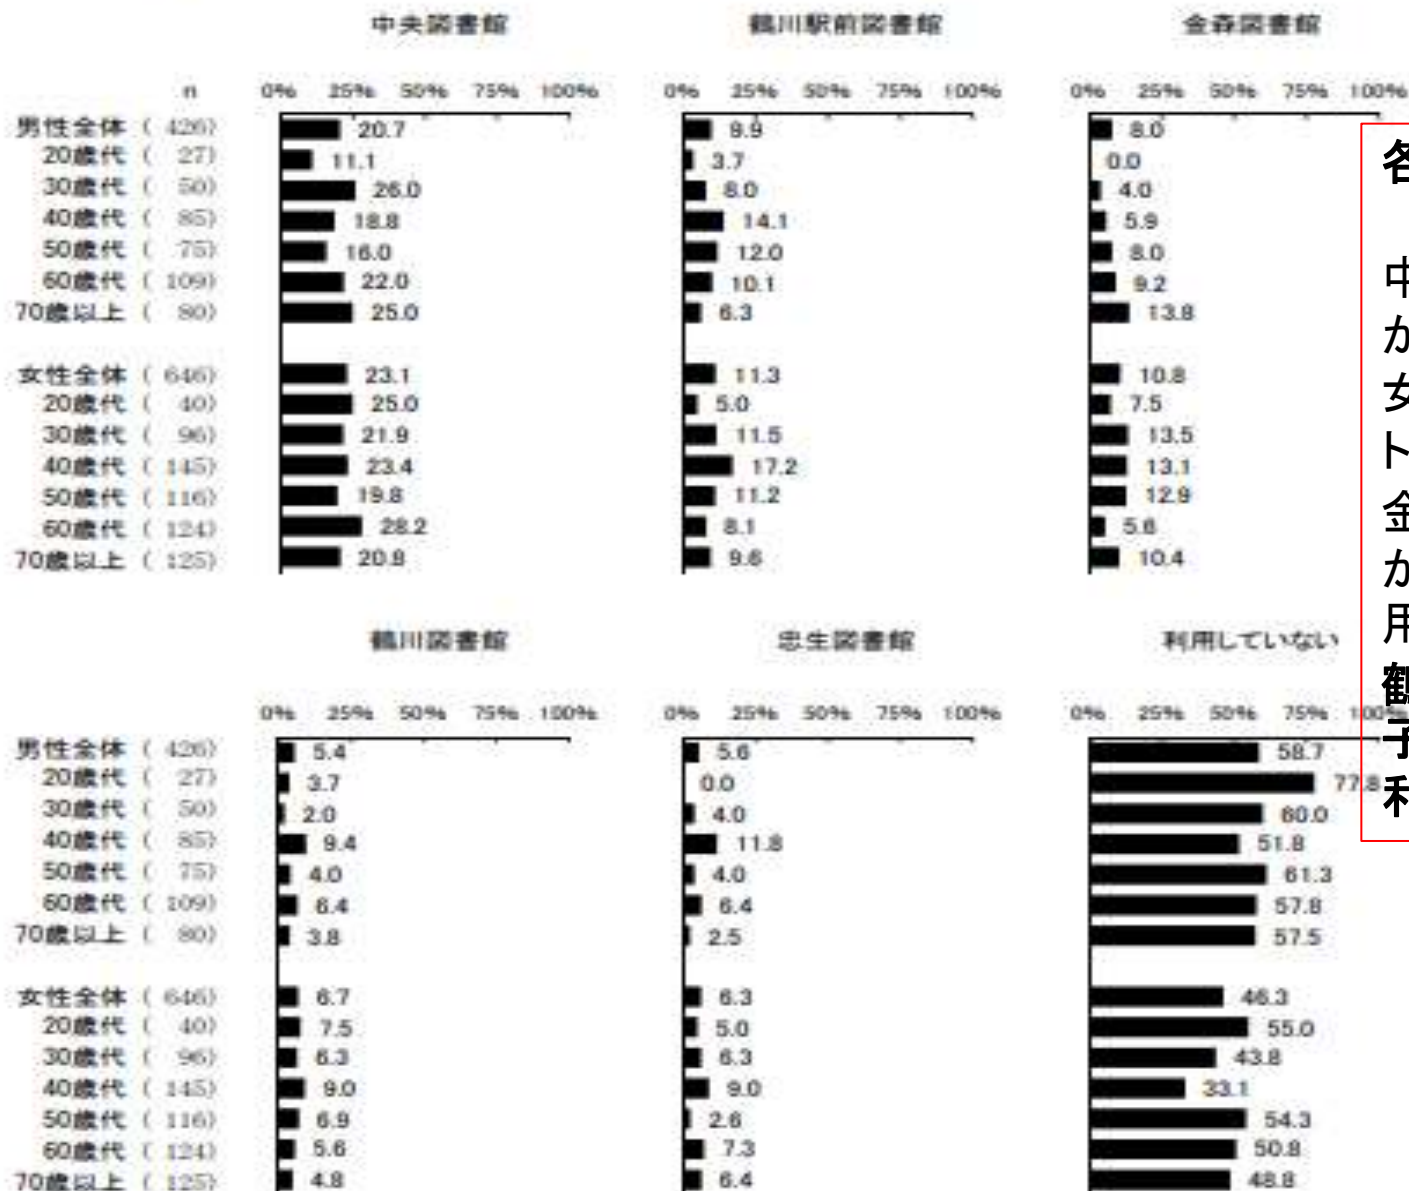 中央図書館 鶴川駅前図書館 金森図書館
n 0% 25% 50% 75% 100% 0% 25% 50% 75% 100% 0% 25% 50% 75% 100%
男性全体 ( 426) 20.7 9.9 8.0
20歳代 ( 27) 11.1 3.7 0.0
30歳代 ( 50) 26.0 8.0 4.0
40歳代 ( 85) 18.8 14.1 5.9
50歳代 ( 75) 16.0 12.0 8.0
60歳代 ( 109) 22.0 10.1 9.2
70歳以上 ( 80) 25.0 6.3 13.8
女性全体 ( 646) 23.1 11.3 10.8
20歳代 ( 40) 25.0 5.0 7.5
30歳代 ( 96) 21.9 11.5 13.5
40歳代 ( 145) 23.4 17.2 13.1
50歳代 ( 116) 19.8 11.2 12.9
60歳代 ( 124) 28.2 8.1 5.6
70歳以上 ( 125) 20.8 9.6 10.4
鶴川図書館 忠生図書館 利用していない
0% 25% 50% 75% 100% 0% 25% 50% 75% 100% 0% 25% 50% 75% 100%
男性全体 ( 426) 5.4 5.6 58.7
20歳代 ( 27) 3.7 0.0 77.8
30歳代 ( 50) 2.0 4.0 60.0
40歳代 ( 85) 9.4 11.8 51.8
50歳代 ( 75) 4.0 4.0 61.3
60歳代 ( 109) 6.4 6.4 57.8
70歳以上 ( 80) 3.8 2.5 57.5
女性全体 ( 646) 6.7 6.3 46.3
20歳代 ( 40) 7.5 5.0 55.0
30歳代 ( 96) 6.3 6.3 43.8
40歳代 ( 145) 9.0 9.0 33.1
50歳代 ( 116) 6.9 2.6 54.3
60歳代 ( 124) 5.6 7.3 50.8
70歳以上 ( 125) 4.8 6.4 48.8
女
ト
金
か
用
鶴
子
利